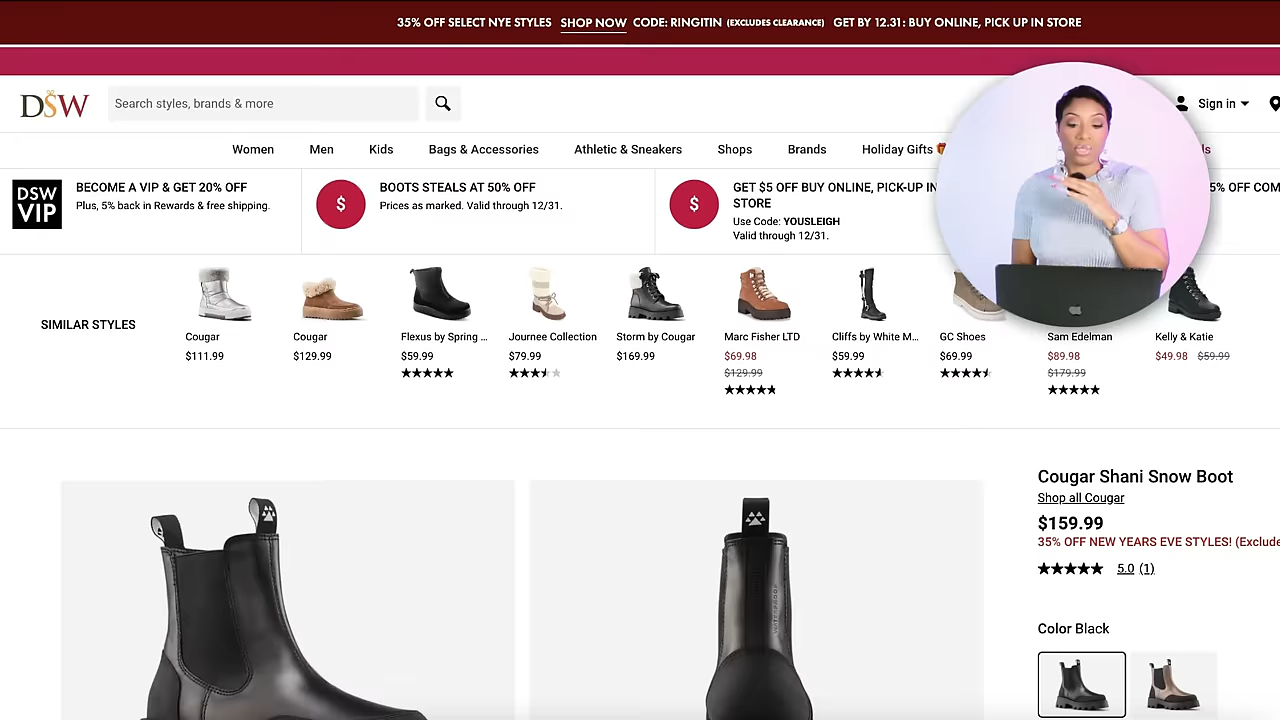 35% OFF SELECT NYE STYLES SHOP NOW CODE: RINGITIN (EXCLUDES CLEARANCE) GET BY 12.31: BUY ONLINE, PICK UP IN STORE
DSW
Search styles, brands & more
Sign in
Women Men Kids Bags & Accessories Athletic & Sneakers Shops Brands Holiday Gifts
DSW
VIP
BECOME A VIP & GET 20% OFF
Plus, 5% back in Rewards & free shipping.
$
BOOTS STEALS AT 50% OFF
Prices as marked. Valid through 12/31.
$
GET $5 OFF BUY ONLINE, PICK-UP IN
STORE
Use Code: YOUSLEIGH
Valid through 12/31.
5% OFF COM
SIMILAR STYLES
Cougar
$111.99
Cougar
$129.99
Flexus by Spring ...
$59.99
Journee Collection
$79.99
Storm by Cougar
$169.99
Marc Fisher LTD
$69.98
$129.99
Cliffs by White M...
$59.99
GC Shoes
$69.99
Sam Edelman
$89.98
$179.99
Kelly & Katie
$49.98 $59.99
Cougar Shani Snow Boot
Shop all Cougar
$159.99
35% OFF NEW YEARS EVE STYLES! (Exclude
5.0 (1)
Color Black
WATERPROOF